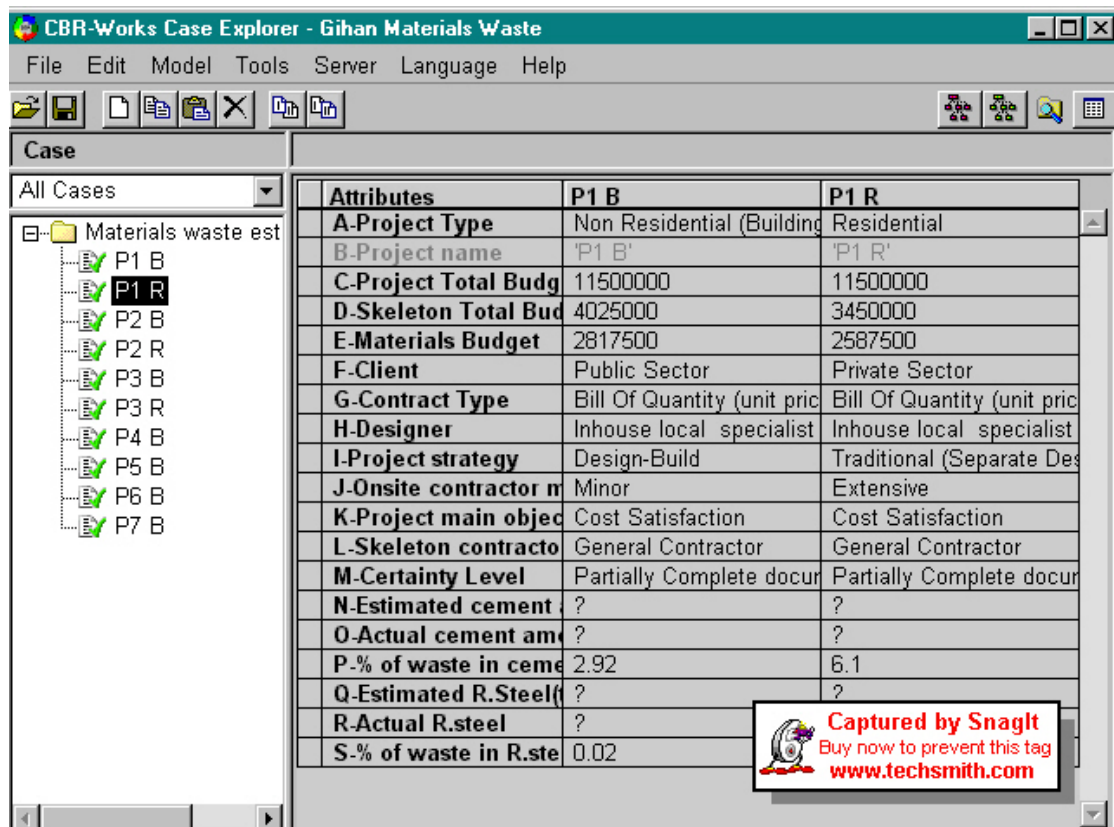 CBR-Works Case Explorer - Gihan Materials Waste
File Edit Model Tools Server Language Help
Case
All Cases
Materials waste est
P1 B
P1 R
P2 B
P2 R
P3 B
P3 R
P4 B
P5 B
P6 B
P7 B
Attributes P1 B P1 R
A-Project Type Non Residential (Building Residential
B-Project name 'P1 B' 'P1 R'
C-Project Total Budg 11500000 11500000
D-Skeleton Total Bud 4025000 3450000
E-Materials Budget 2817500 2587500
F-Client Public Sector Private Sector
G-Contract Type Bill Of Quantity (unit pric Bill Of Quantity (unit pric
H-Designer Inhouse local specialist Inhouse local specialist
I-Project strategy Design-Build Traditional (Separate Des
J-Onsite contractor m Minor Extensive
K-Project main objec Cost Satisfaction Cost Satisfaction
L-Skeleton contracto General Contractor General Contractor
M-Certainty Level Partially Complete docur Partially Complete docur
N-Estimated cement ? ?
O-Actual cement amo ? ?
P-% of waste in ceme 2.92 6.1
Q-Estimated R.Steel(t ? ?
R-Actual R.steel ?
S-% of waste in R.ste 0.02
Captured by SnagIt
Buy now to prevent this tag
www.techsmith.com